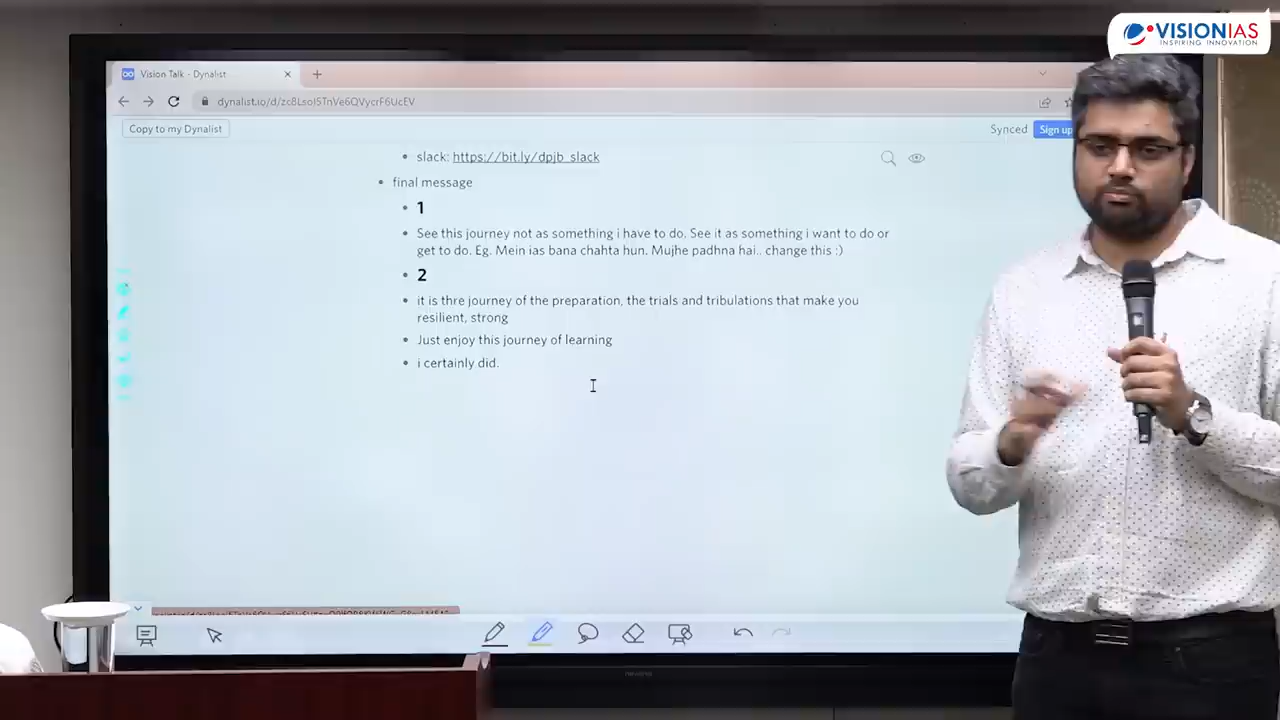 VISIONIAS
INSPIRING INNOVATION
Vision Talk - Dynalist
dynalist.io/d/zc8LsoI5TnVe6QVycrF6UcEV
Copy to my Dynalist
Synced
Sign up
slack: https://bit.ly/dpjb_slack
final message
1
See this journey not as something i have to do. See it as something i want to do or
get to do. Eg. Mein ias bana chahta hun. Mujhe padhna hai.. change this :)
2
it is thre journey of the preparation, the trials and tribulations that make you
resilient, strong
Just enjoy this journey of learning
i certainly did.